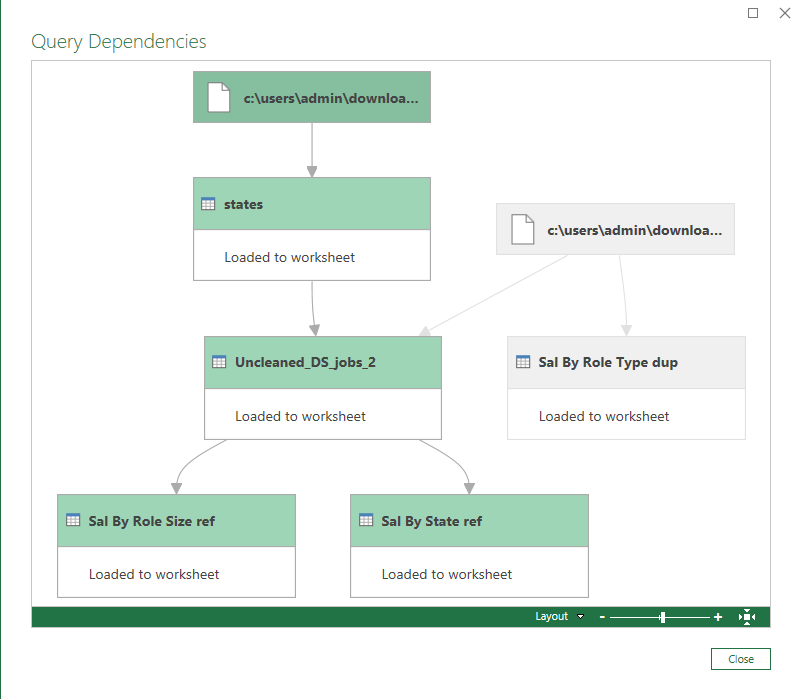 Query Dependencies
c:\users\admin\downloa...
states
Loaded to worksheet
c:\users\admin\downloa...
Uncleaned_DS_jobs_2
Loaded to worksheet
Sal By Role Type dup
Loaded to worksheet
Sal By Role Size ref
Loaded to worksheet
Sal By State ref
Loaded to worksheet
Layout
Close